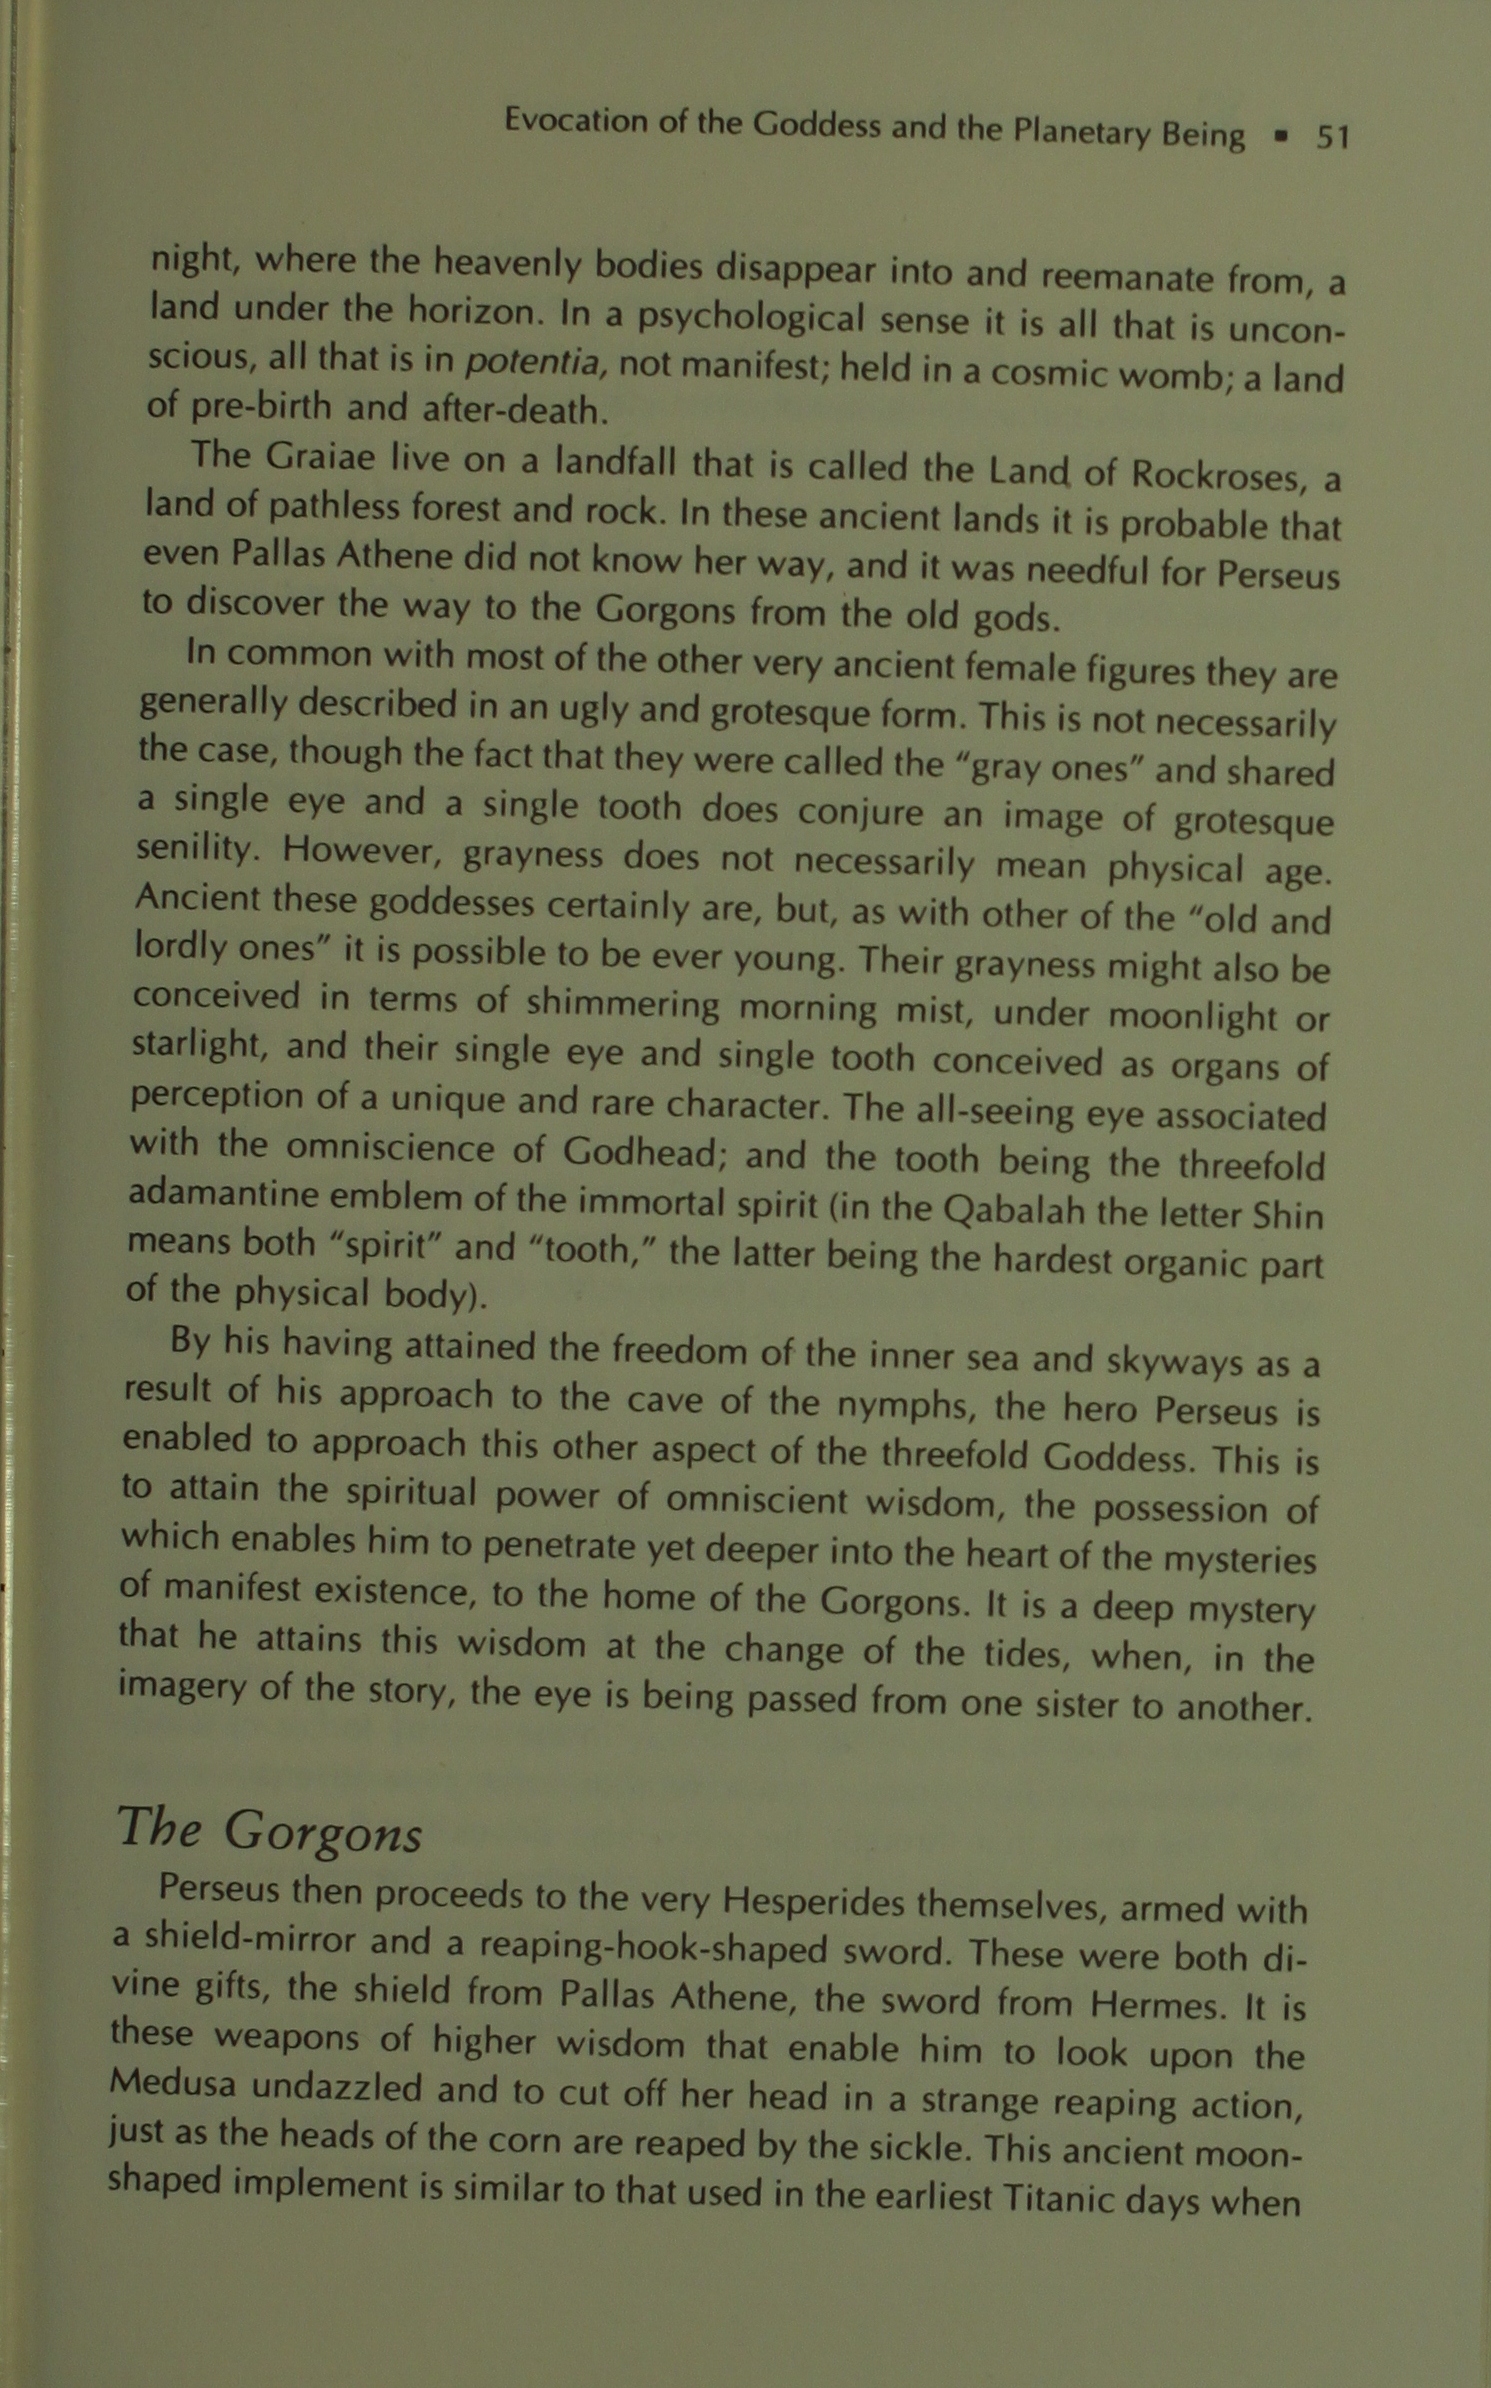 Evocation of the Goddess and the Planetary Being ▪ 51
night, where the heavenly bodies disappear into and reemanate from, a
land under the horizon. In a psychological sense it is all that is uncon-
scious, all that is in potentia, not manifest; held in a cosmic womb; a land
of pre-birth and after-death.
The Graiae live on a landfall that is called the Land of Rockroses, a
land of pathless forest and rock. In these ancient lands it is probable that
even Pallas Athene did not know her way, and it was needful for Perseus
to discover the way to the Gorgons from the old gods.
In common with most of the other very ancient female figures they are
generally described in an ugly and grotesque form. This is not necessarily
the case, though the fact that they were called the “gray ones” and shared
a single eye and a single tooth does conjure an image of grotesque
senility. However, grayness does not necessarily mean physical age.
Ancient these goddesses certainly are, but, as with other of the “old and
lordly ones” it is possible to be ever young. Their grayness might also be
conceived in terms of shimmering morning mist, under moonlight or
starlight, and their single eye and single tooth conceived as organs of
perception of a unique and rare character. The all-seeing eye associated
with the omniscience of Godhead; and the tooth being the threefold
adamantine emblem of the immortal spirit (in the Qabalah the letter Shin
means both “spirit” and “tooth,” the latter being the hardest organic part
of the physical body).
By his having attained the freedom of the inner sea and skyways as a
result of his approach to the cave of the nymphs, the hero Perseus is
enabled to approach this other aspect of the threefold Goddess. This is
to attain the spiritual power of omniscient wisdom, the possession of
which enables him to penetrate yet deeper into the heart of the mysteries
of manifest existence, to the home of the Gorgons. It is a deep mystery
that he attains this wisdom at the change of the tides, when, in the
imagery of the story, the eye is being passed from one sister to another.
The Gorgons
Perseus then proceeds to the very Hesperides themselves, armed with
a shield-mirror and a reaping-hook-shaped sword. These were both di-
vine gifts, the shield from Pallas Athene, the sword from Hermes. It is
these weapons of higher wisdom that enable him to look upon the
Medusa undazzled and to cut off her head in a strange reaping action,
just as the heads of the corn are reaped by the sickle. This ancient moon-
shaped implement is similar to that used in the earliest Titanic days when